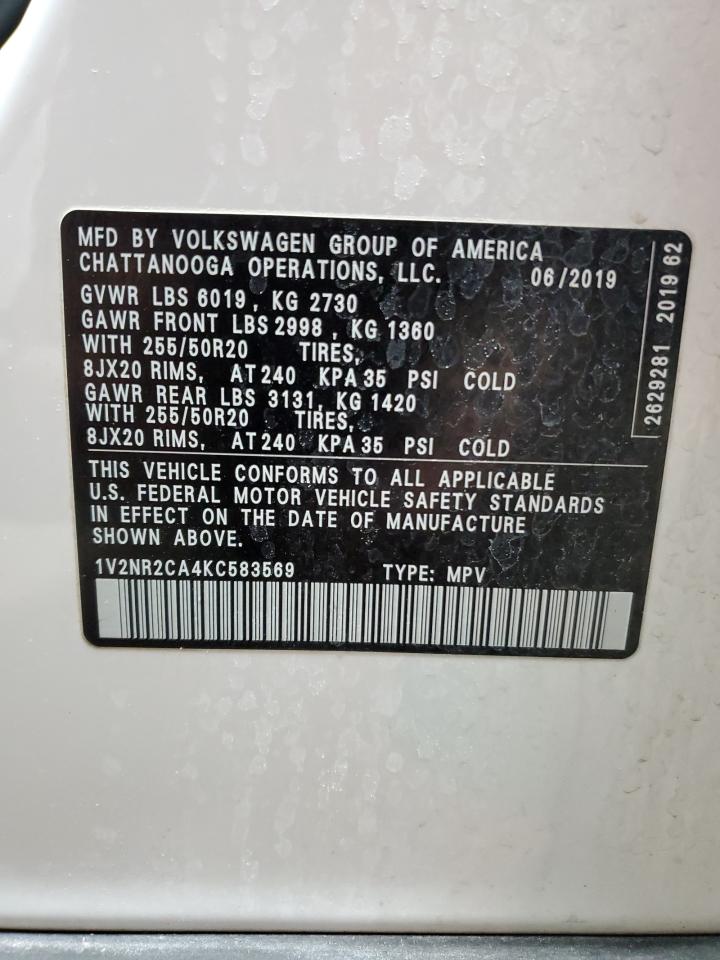 MFD BY VOLKSWAGEN GROUP OF AMERICA
CHATTANOOGA OPERATIONS, LLC. 06/2019
GVWR LBS 6019, KG 2730
GAWR FRONT LBS 2998, KG 1360
WITH 255/50R20 TIRES,
8JX20 RIMS, AT 240 KPA 35 PSI COLD
GAWR REAR LBS 3131, KG 1420
WITH 255/50R20 TIRES,
8JX20 RIMS, AT 240 KPA 35 PSI COLD
THIS VEHICLE CONFORMS TO ALL APPLICABLE
U.S. FEDERAL MOTOR VEHICLE SAFETY STANDARDS
IN EFFECT ON THE DATE OF MANUFACTURE
SHOWN ABOVE.
1V2NR2CA4KC583569 TYPE: MPV
2629281 2019 62